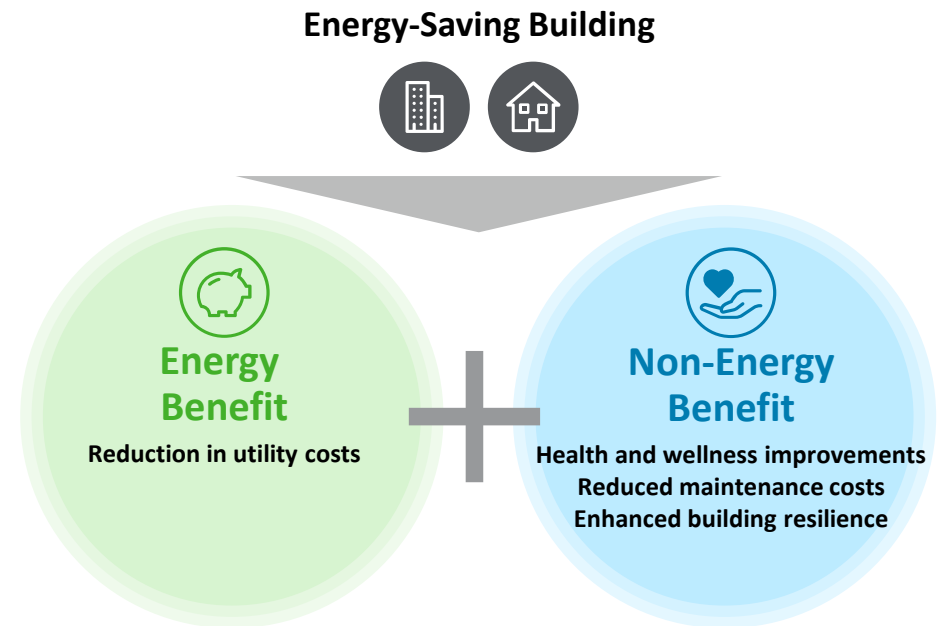 Energy-Saving Building
Energy
Benefit
Reduction in utility costs
Non-Energy
Benefit
Health and wellness improvements
Reduced maintenance costs
Enhanced building resilience